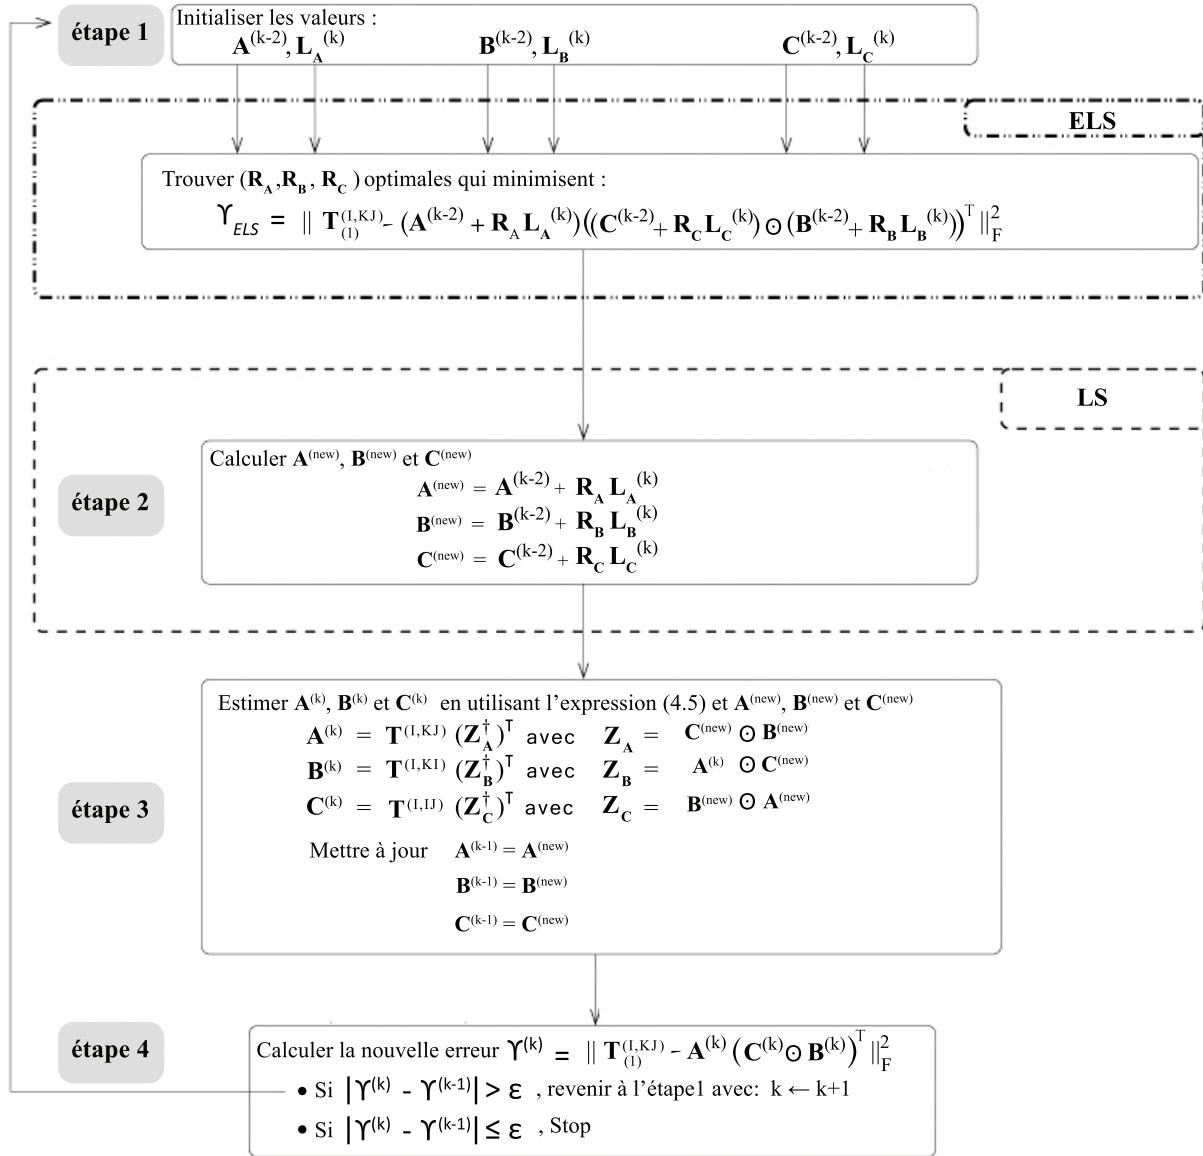 étape 1
Initialiser les valeurs :
A^(k-2), L_A^(k) B^(k-2), L_B^(k) C^(k-2), L_C^(k)
ELS
Trouver (R_A, R_B, R_C) optimales qui minimisent :
ϒ_ELS = ‖ T_(1)^(I,KJ) - (A^(k-2) + R_A L_A^(k))((C^(k-2) + R_C L_C^(k)) ⊙ (B^(k-2) + R_B L_B^(k)))^T ‖_F^2
LS
étape 2
Calculer A^(new), B^(new) et C^(new)
A^(new) = A^(k-2) + R_A L_A^(k)
B^(new) = B^(k-2) + R_B L_B^(k)
C^(new) = C^(k-2) + R_C L_C^(k)
étape 3
Estimer A^(k), B^(k) et C^(k) en utilisant l’expression (4.5) et A^(new), B^(new) et C^(new)
A^(k) = T^(I,KJ) (Z_A^†)^T avec Z_A = C^(new) ⊙ B^(new)
B^(k) = T^(I,KI) (Z_B^†)^T avec Z_B = A^(k) ⊙ C^(new)
C^(k) = T^(I,IJ) (Z_C^†)^T avec Z_C = B^(new) ⊙ A^(new)
Mettre à jour A^(k-1) = A^(new)
B^(k-1) = B^(new)
C^(k-1) = C^(new)
étape 4
Calculer la nouvelle erreur ϒ^(k) = ‖ T_(1)^(I,KJ) - A^(k) (C^(k) ⊙ B^(k))^T ‖_F^2
• Si |ϒ^(k) - ϒ^(k-1)| > ε , revenir à l’étape1 avec: k ← k+1
• Si |ϒ^(k) - ϒ^(k-1)| ≤ ε , Stop